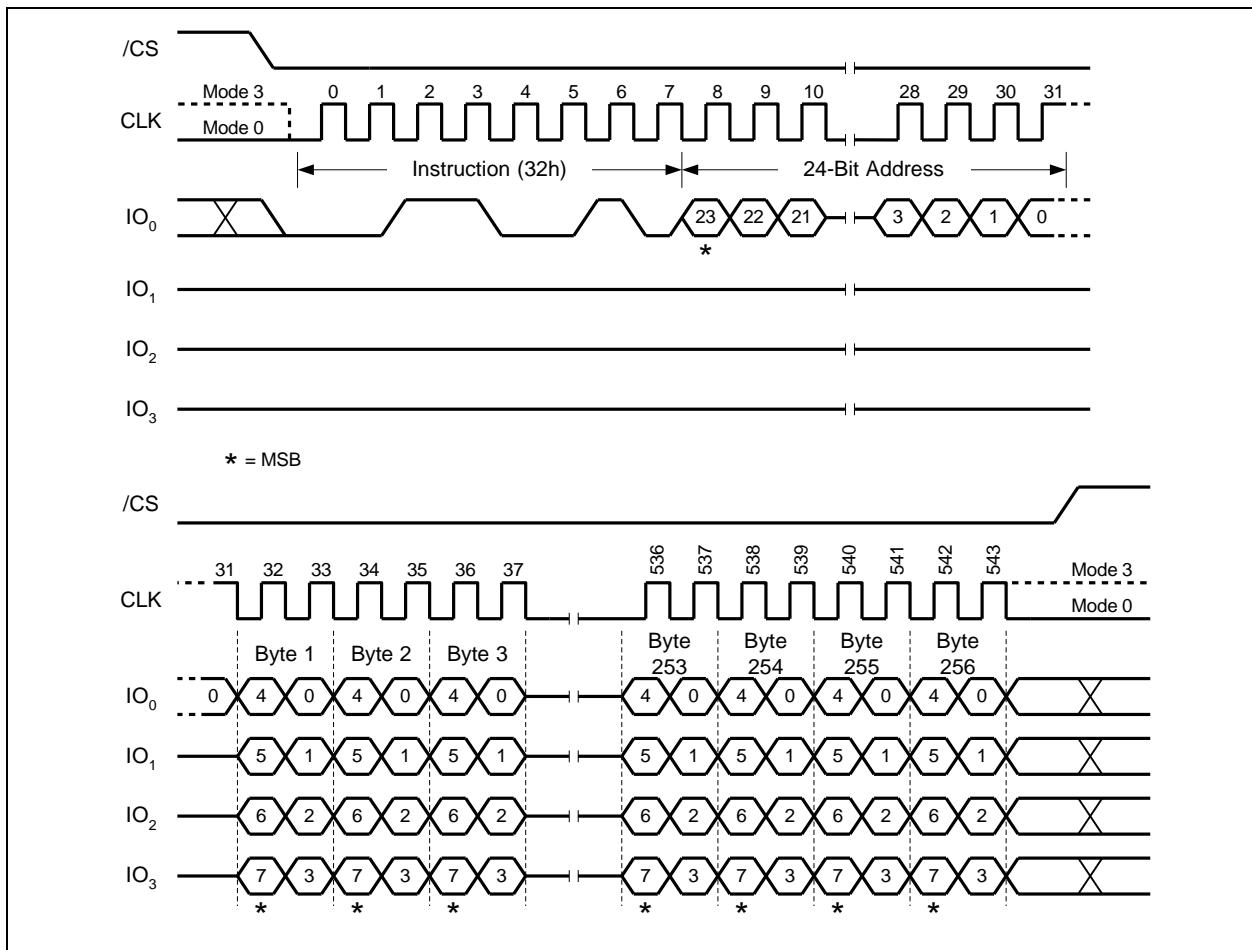 /CS
Mode 3 0 1 2 3 4 5 6 7 8 9 10 28 29 30 31
CLK
Mode 0
Instruction (32h) 24-Bit Address
IO0 23 22 21 3 2 1 0
*
IO1
IO2
IO3
* = MSB
/CS
31 32 33 34 35 36 37 536 537 538 539 540 541 542 543 Mode 3
CLK
Mode 0
Byte 1 Byte 2 Byte 3 Byte 253 Byte 254 Byte 255 Byte 256
IO0 0 4 0 4 0 4 0 4 0 4 0 4 0 4 0
IO1 5 1 5 1 5 1 5 1 5 1 5 1 5 1
IO2 6 2 6 2 6 2 6 2 6 2 6 2 6 2
IO3 7 3 7 3 7 3 7 3 7 3 7 3 7 3
* * * * * * *